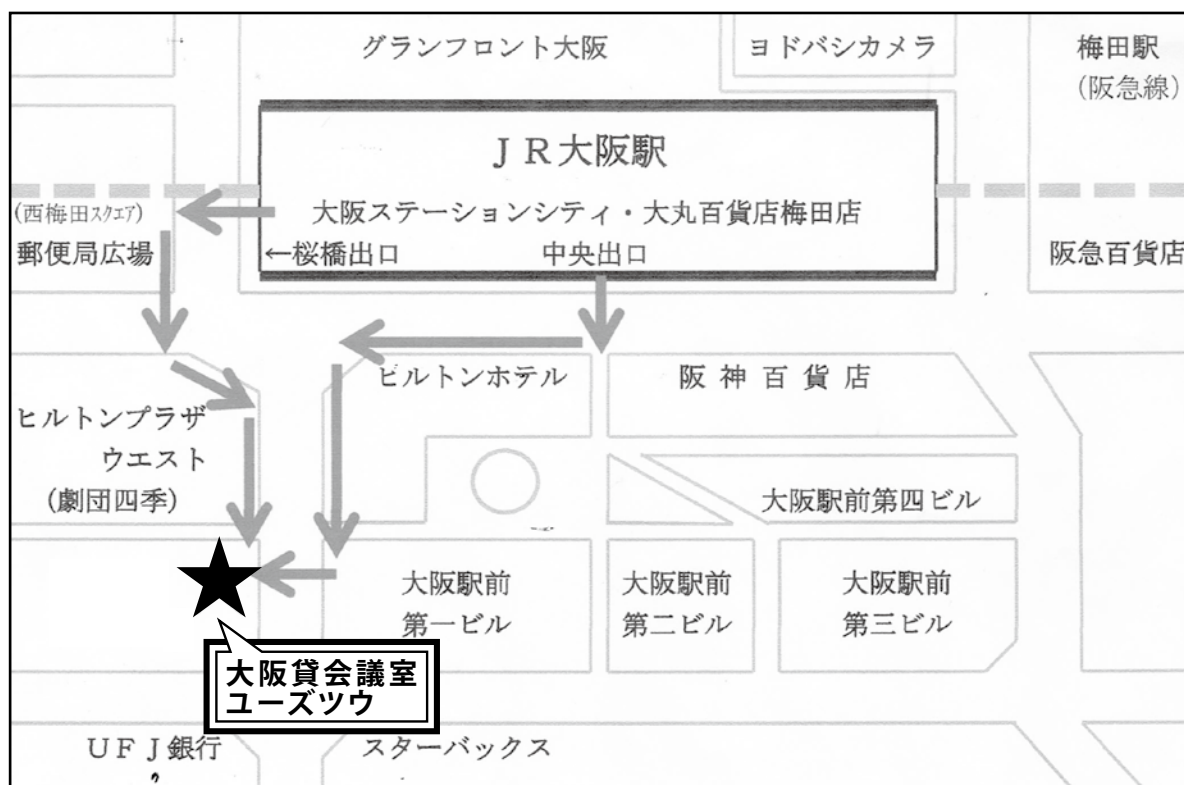 グランフロント大阪
ヨドバシカメラ
梅田駅
(阪急線)
ＪＲ大阪駅
大阪ステーションシティ・大丸百貨店梅田店
←桜橋出口
中央出口
(西梅田ｽｸｴｱ)
郵便局広場
阪急百貨店
ヒルトンホテル
阪神百貨店
ヒルトンプラザ
ウエスト
(劇団四季)
大阪駅前第四ビル
大阪駅前
第一ビル
大阪駅前
第二ビル
大阪駅前
第三ビル
大阪貸会議室
ユーズツウ
ＵＦＪ銀行
スターバックス